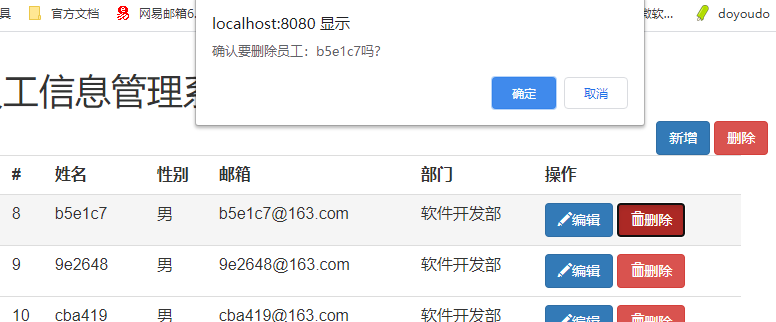 而 官方文档 网易邮箱6. 微软... doyoudo
localhost:8080 显示
确认要删除员工：b5e1c7吗?
确定 取消
工信息管理系
新增 删除
# 姓名 性别 邮箱 部门 操作
8 b5e1c7 男 b5e1c7@163.com 软件开发部 编辑 删除
9 9e2648 男 9e2648@163.com 软件开发部 编辑 删除
10 cba419 男 cba419@163.com 软件开发部 编辑 删除